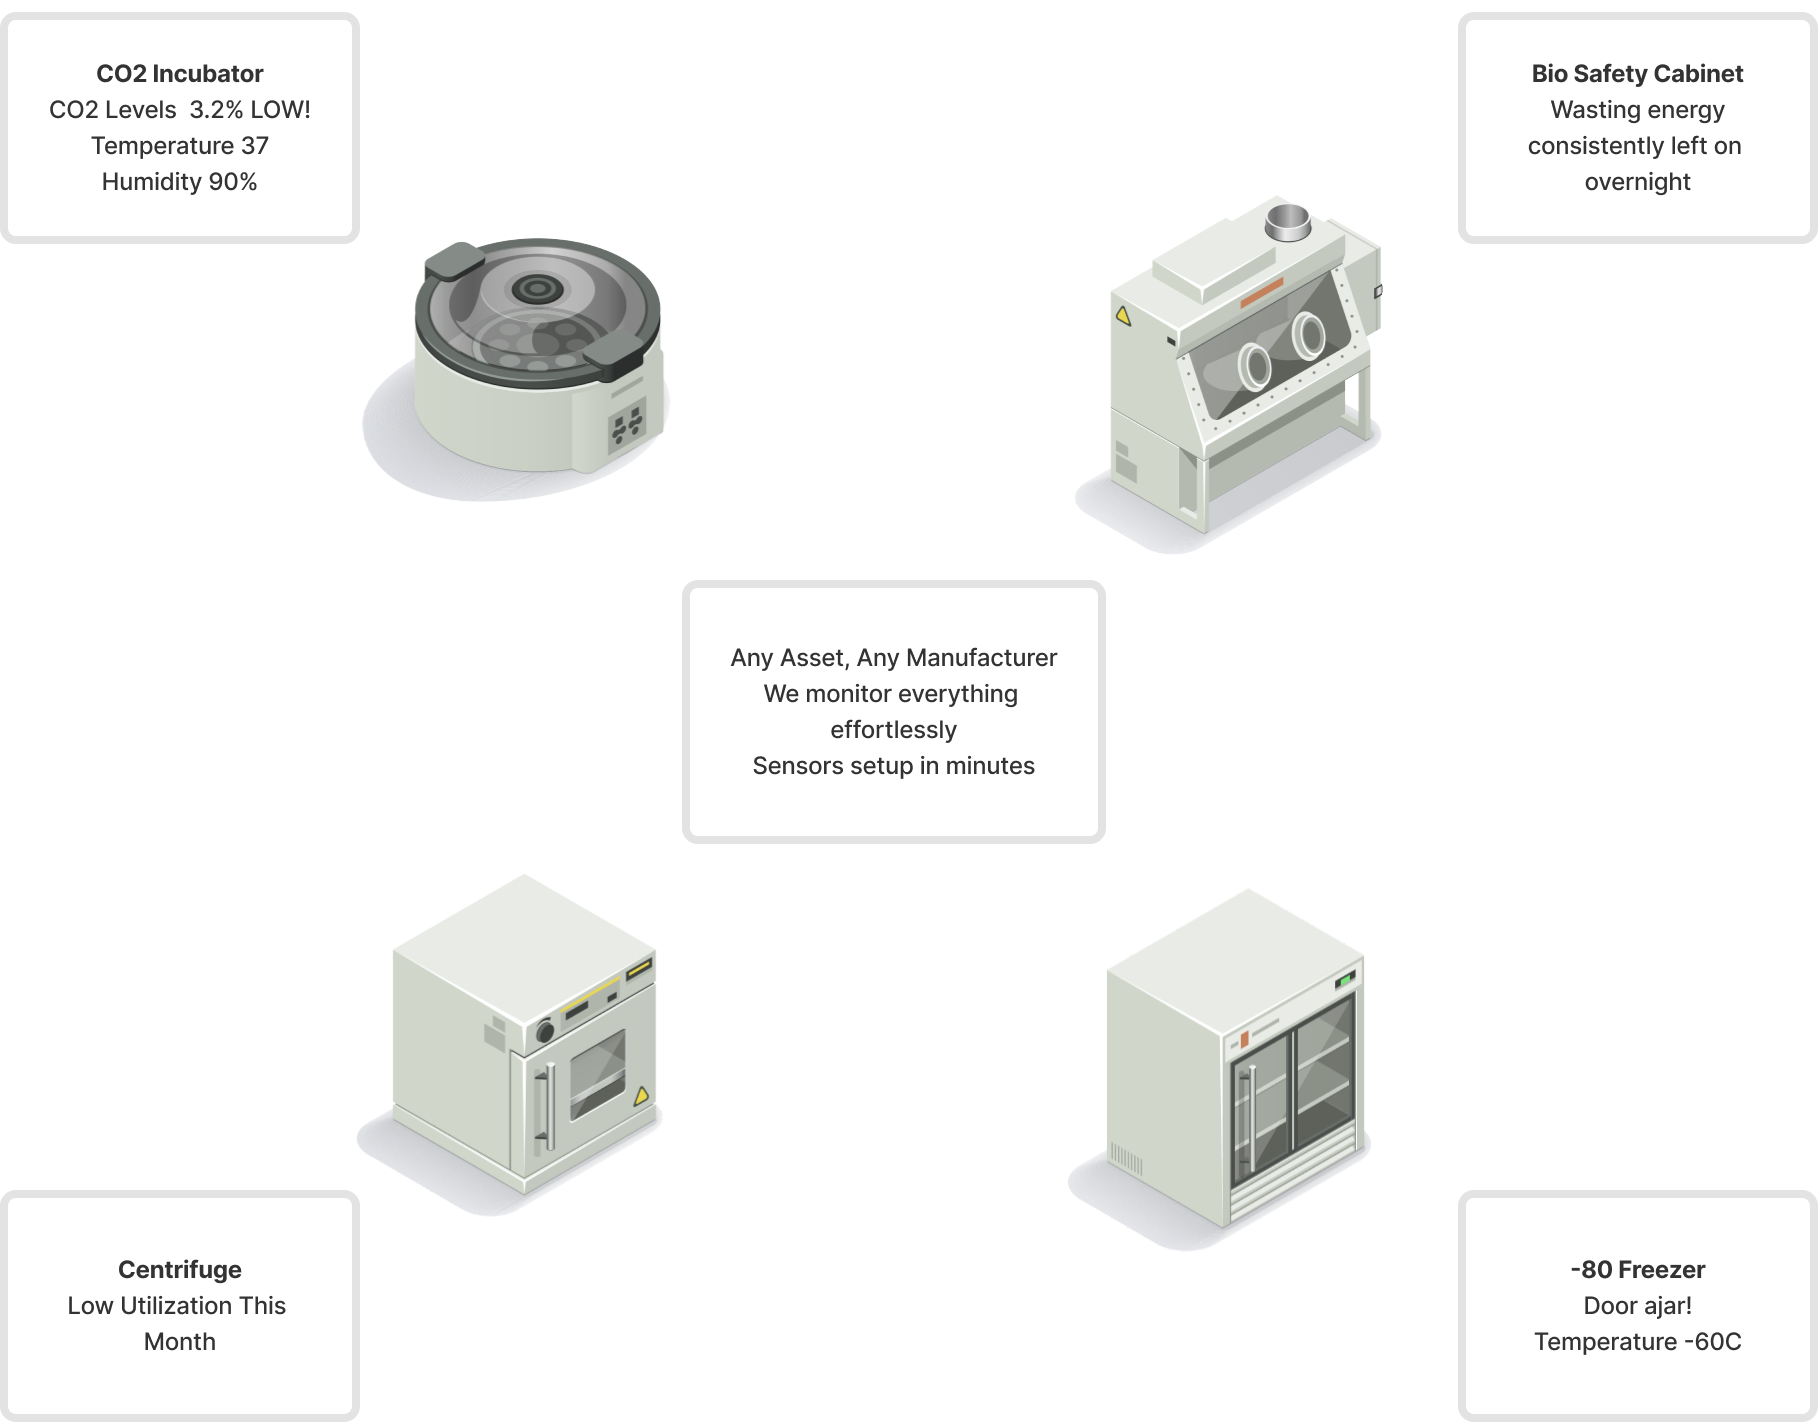 CO2 Incubator
CO2 Levels  3.2% LOW!
Temperature 37
Humidity 90%
Bio Safety Cabinet
Wasting energy
consistently left on
overnight
Any Asset, Any Manufacturer
We monitor everything
effortlessly
Sensors setup in minutes
Centrifuge
Low Utilization This
Month
-80 Freezer
Door ajar!
Temperature -60C